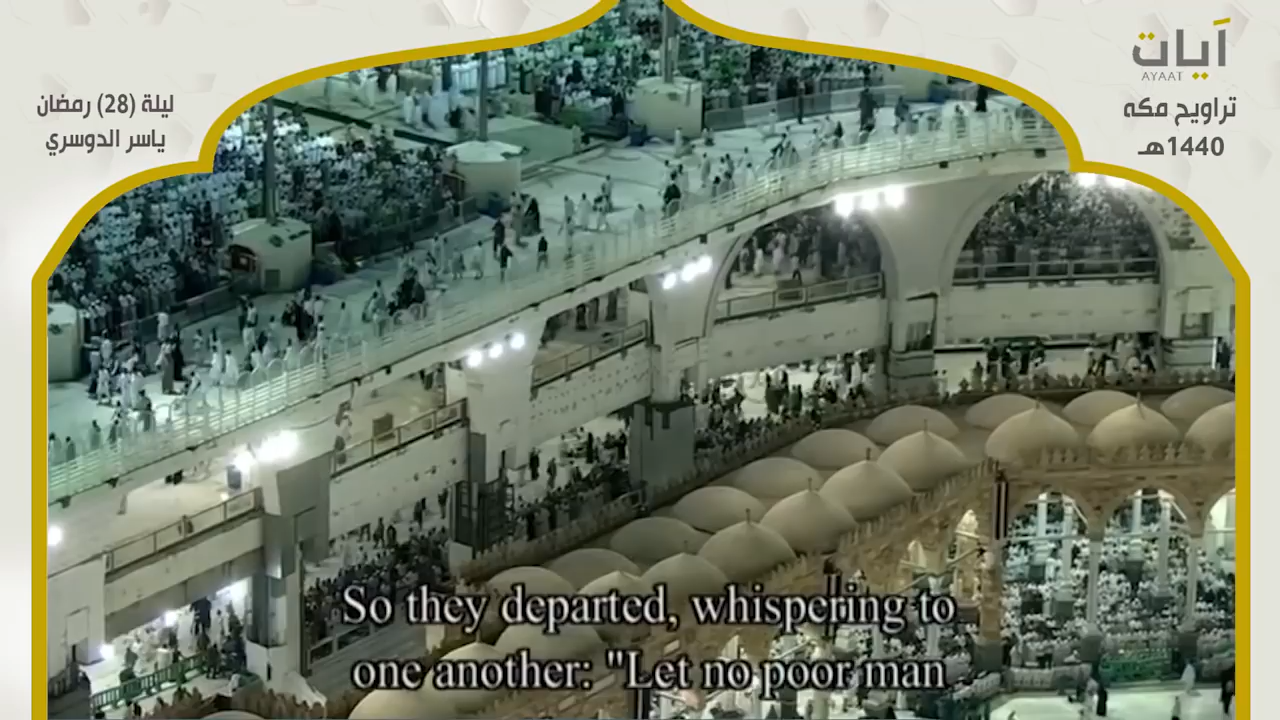 آيات
AYAAT
تراويح مكه
1440هـ
ليلة (28) رمضان
ياسر الدوسري
So they departed, whispering to
one another: "Let no poor man